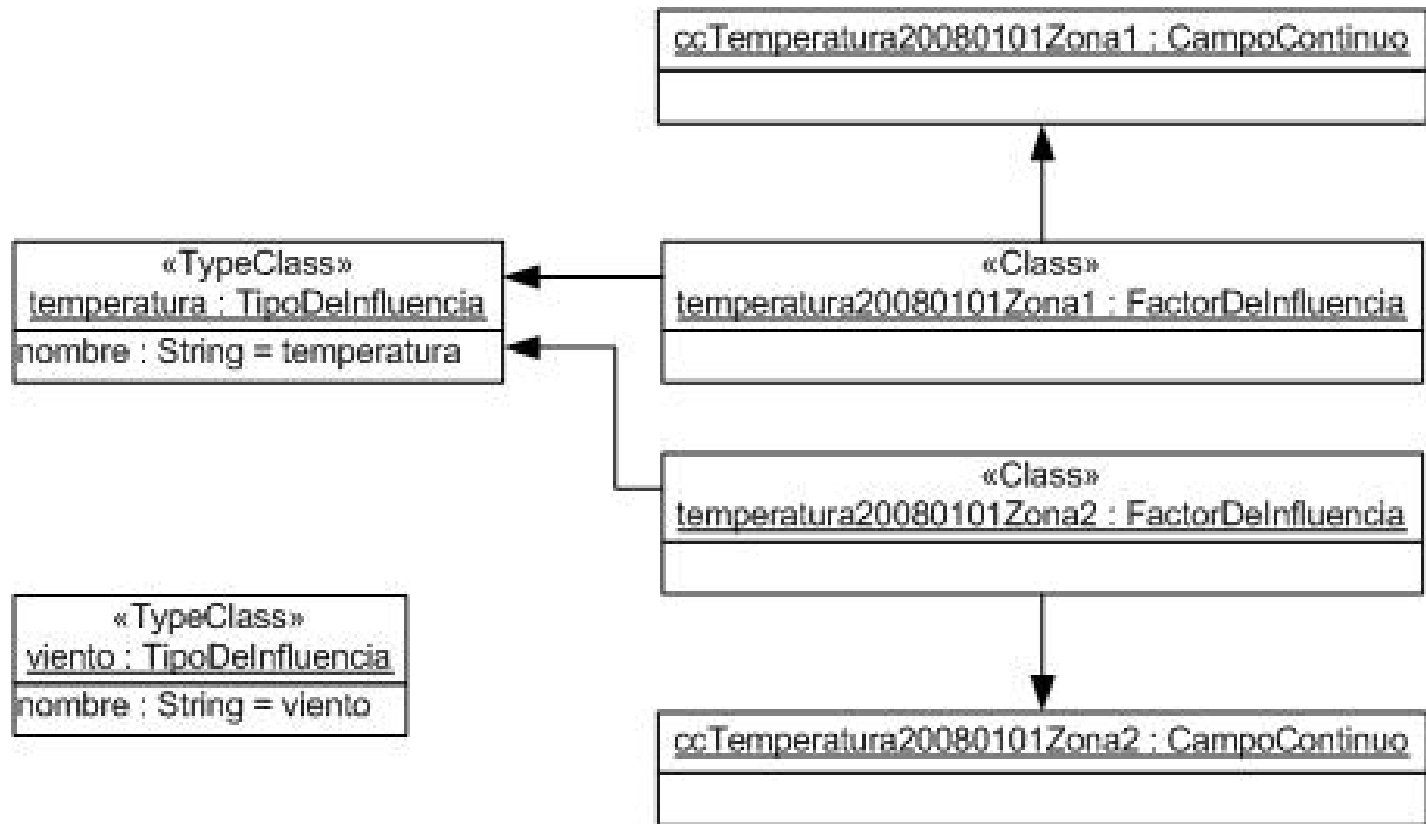 ccTemperatura20080101Zona1 : CampoContinuo
«TypeClass»
temperatura : TipoDeInfluencia
nombre : String = temperatura
«Class»
temperatura20080101Zona1 : FactorDeInfluencia
«Class»
temperatura20080101Zona2 : FactorDeInfluencia
«TypeClass»
viento : TipoDeInfluencia
nombre : String = viento
ccTemperatura20080101Zona2 : CampoContinuo